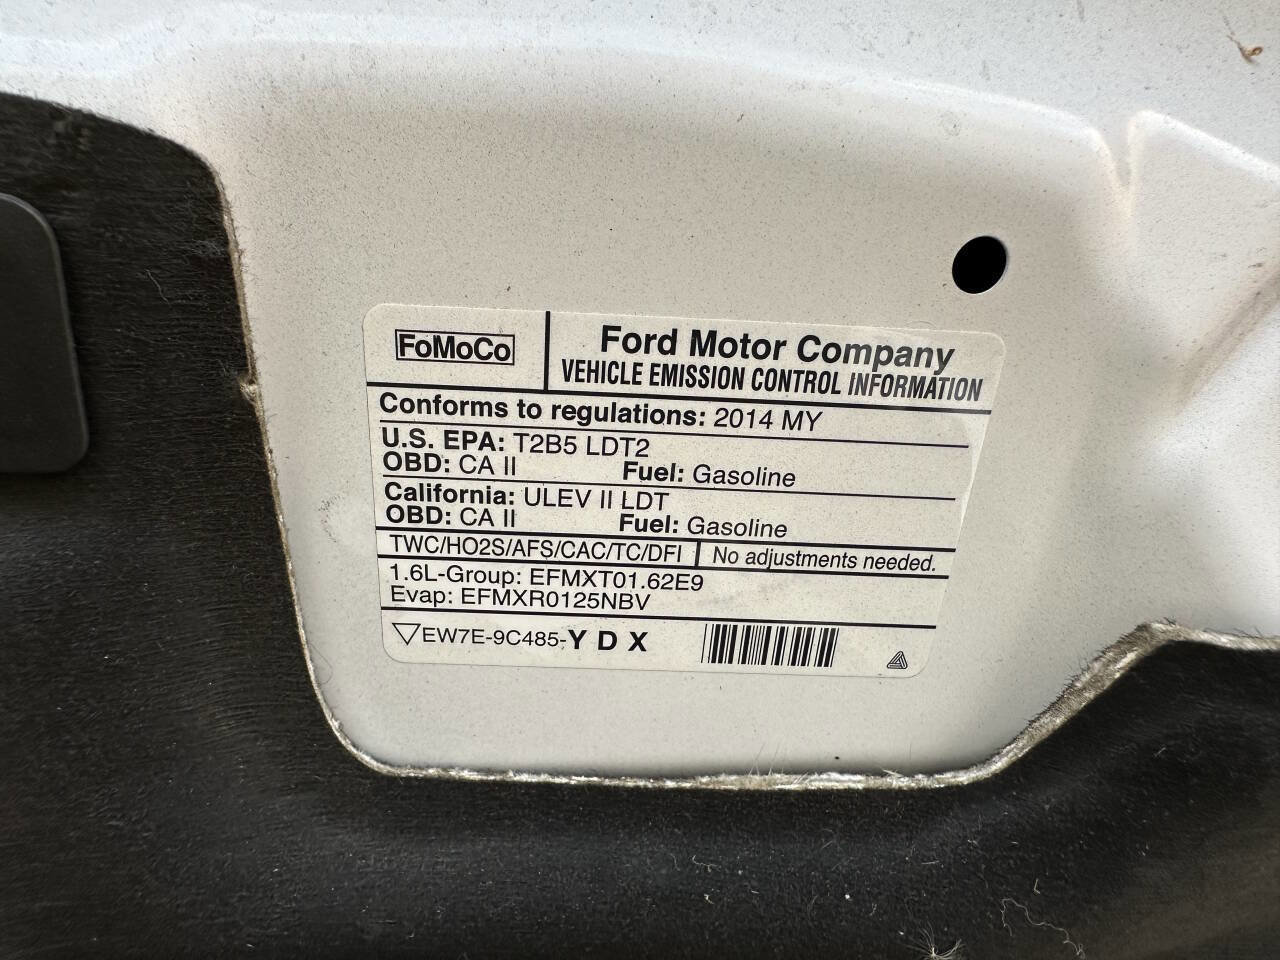 FoMoCo
Ford Motor Company
VEHICLE EMISSION CONTROL INFORMATION
Conforms to regulations: 2014 MY
U.S. EPA: T2B5 LDT2
OBD: CA II Fuel: Gasoline
California: ULEV II LDT
OBD: CA II Fuel: Gasoline
TWC/HO2S/AFS/CAC/TC/DFI No adjustments needed.
1.6L-Group: EFMXT01.62E9
Evap: EFMXR0125NBV
EW7E-9C485-Y D X